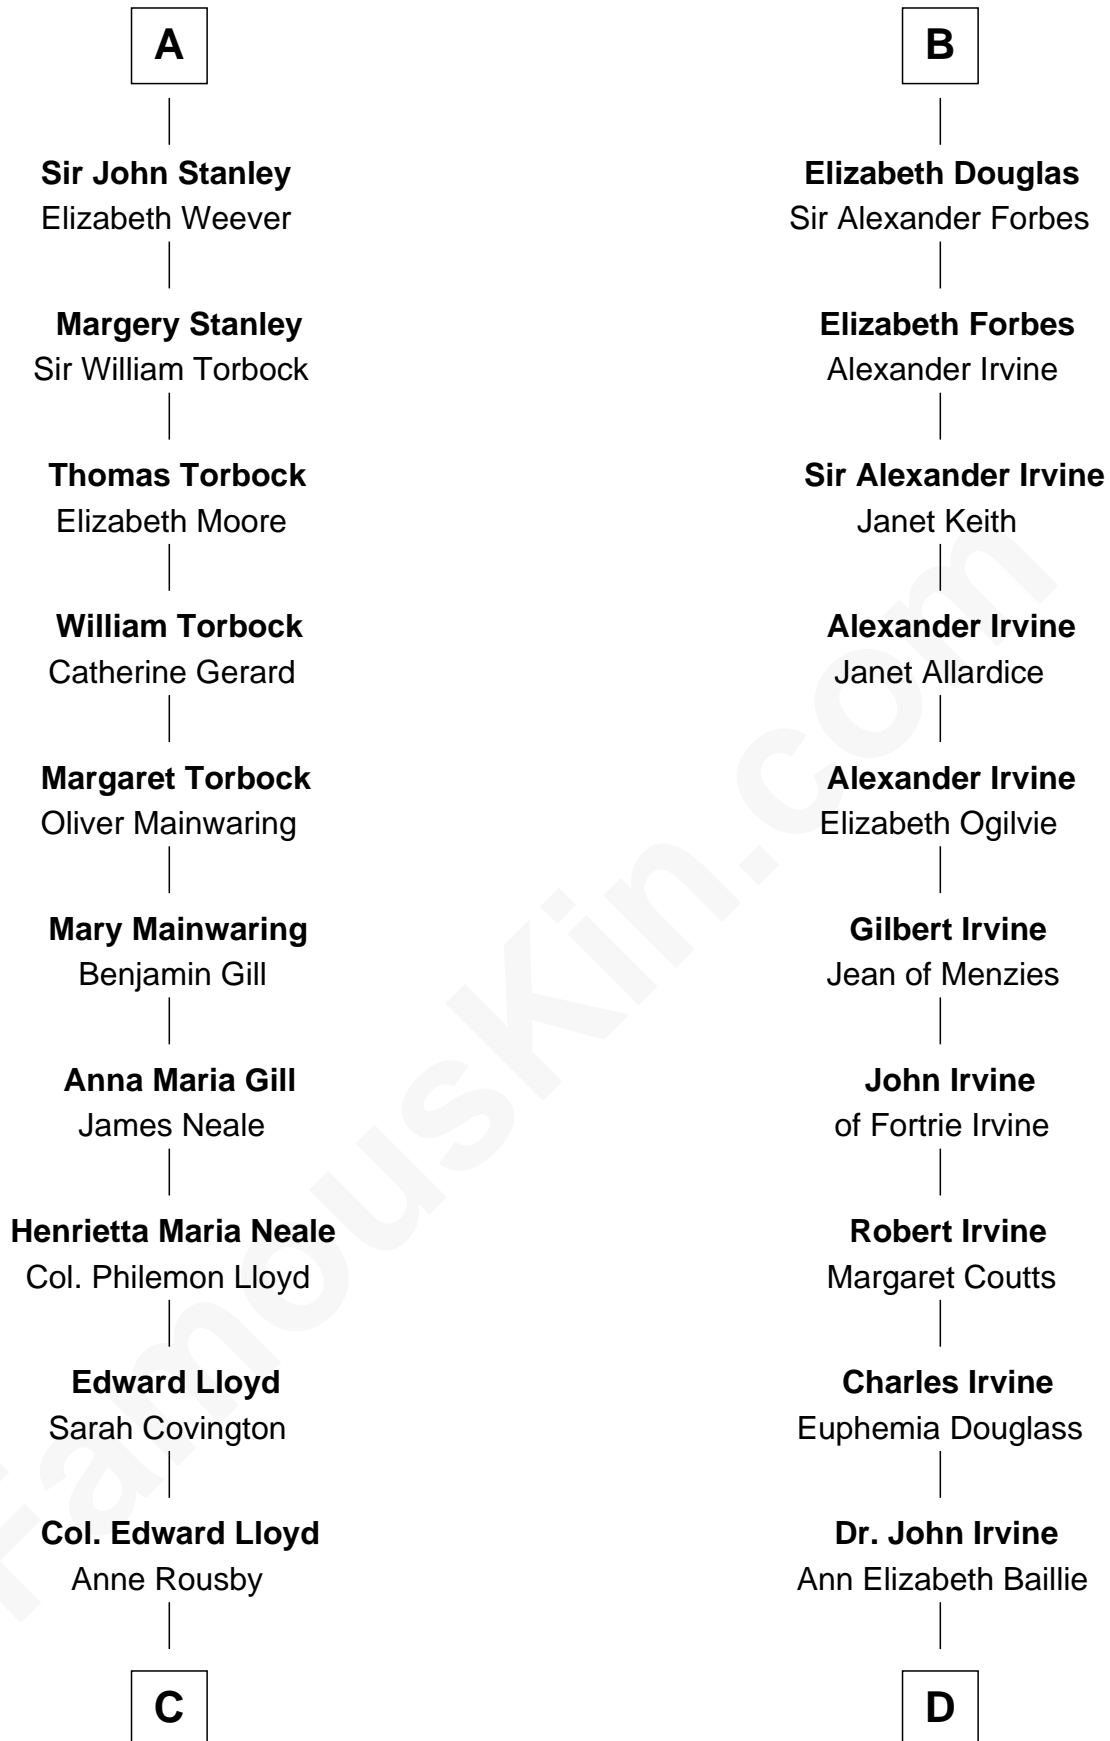 A
Sir John Stanley
Elizabeth Weever
Margery Stanley
Sir William Torbock
Thomas Torbock
Elizabeth Moore
William Torbock
Catherine Gerard
Margaret Torbock
Oliver Mainwaring
Mary Mainwaring
Benjamin Gill
Anna Maria Gill
James Neale
Henrietta Maria Neale
Col. Philemon Lloyd
Edward Lloyd
Sarah Covington
Col. Edward Lloyd
Anne Rousby
C
B
Elizabeth Douglas
Sir Alexander Forbes
Elizabeth Forbes
Alexander Irvine
Sir Alexander Irvine
Janet Keith
Alexander Irvine
Janet Allardice
Alexander Irvine
Elizabeth Ogilvie
Gilbert Irvine
Jean of Menzies
John Irvine
of Fortrie Irvine
Robert Irvine
Margaret Coutts
Charles Irvine
Euphemia Douglass
Dr. John Irvine
Ann Elizabeth Baillie
D
FamousKin.com